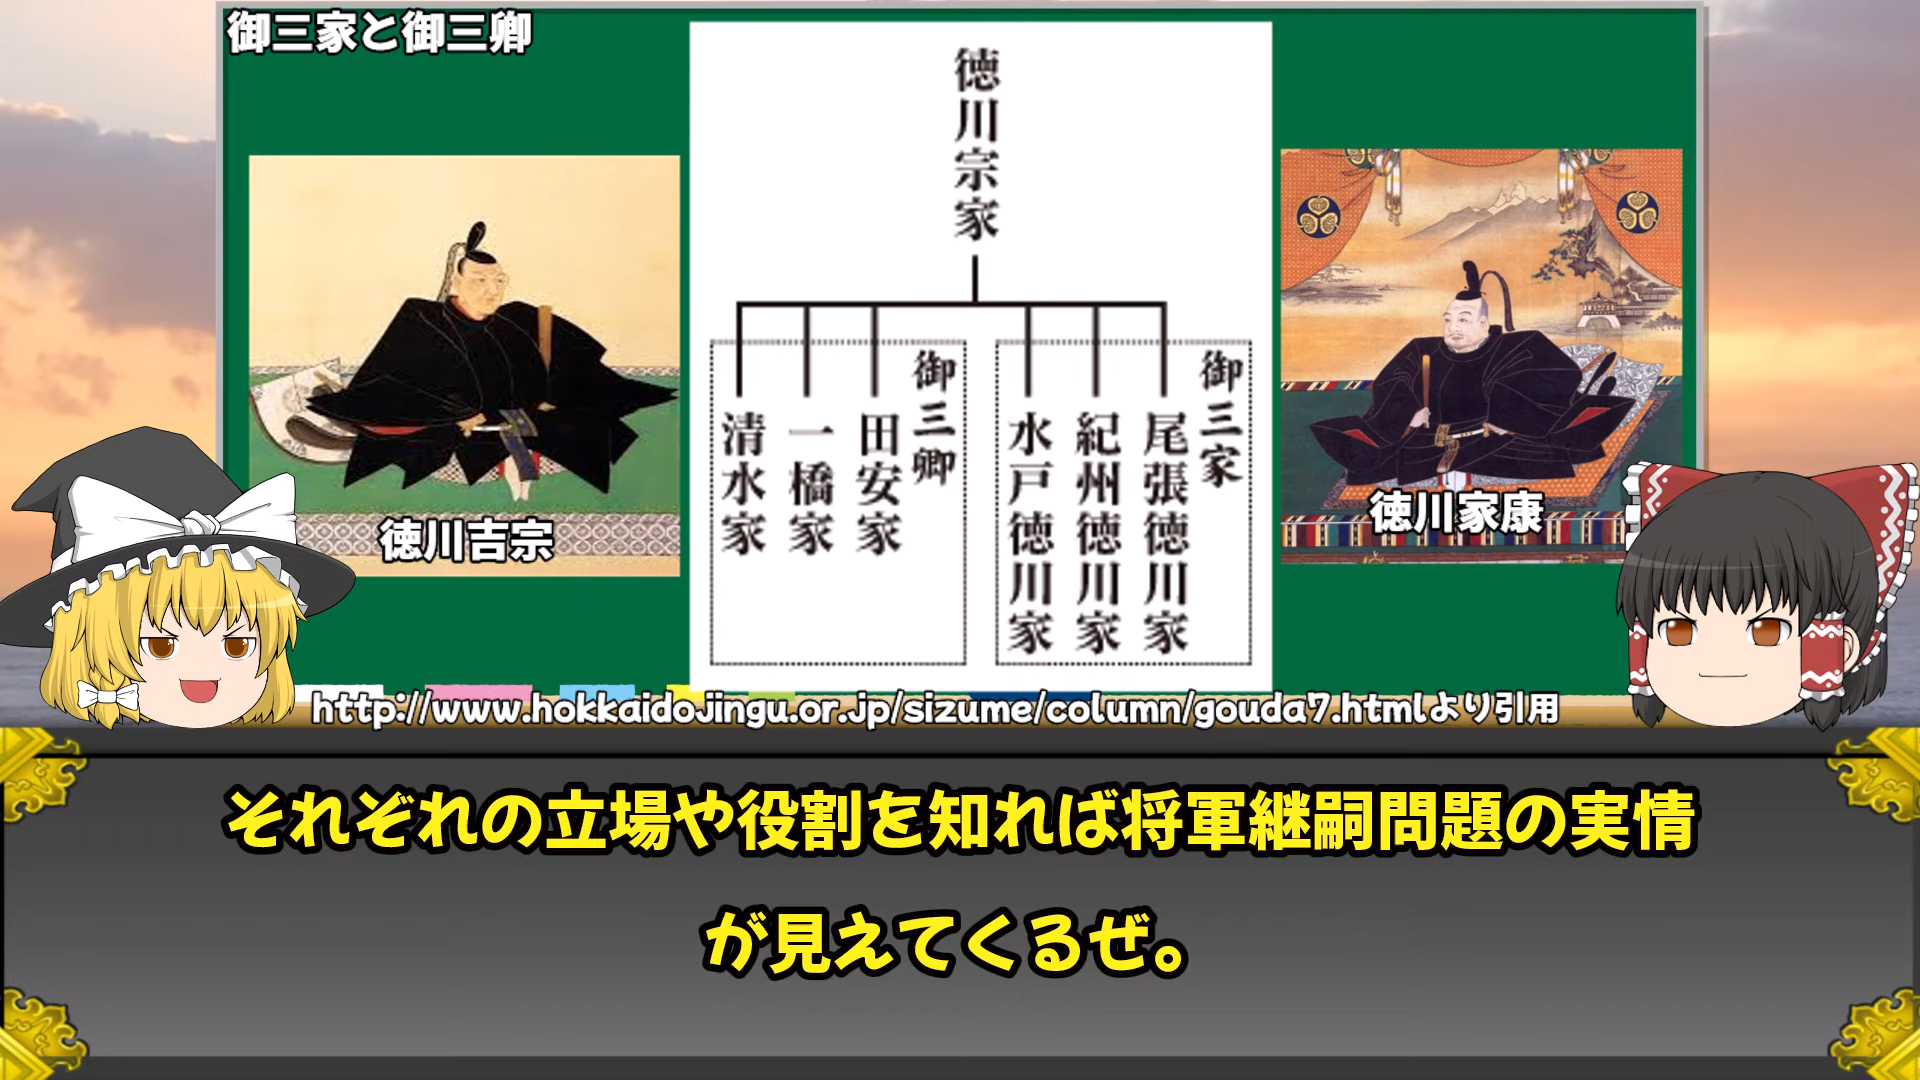 御三家と御三卿
徳川宗家
御三家
尾張徳川家
紀州徳川家
水戸徳川家
御三卿
田安家
一橋家
清水家
徳川吉宗
徳川家康
http://www.hokkaidojingu.or.jp/sizume/column/gouda7.htmlより引用
それぞれの立場や役割を知れば将軍継嗣問題の実情
が見えてくるぜ。